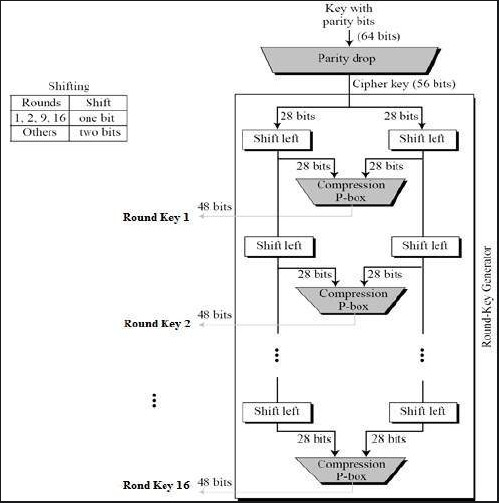 Key with
parity bits
(64 bits)
Parity drop
Cipher key (56 bits)
Shifting
Rounds Shift
1, 2, 9, 16 one bit
Others two bits
28 bits 28 bits
Shift left Shift left
28 bits 28 bits
Compression
P-box
48 bits
Round Key 1
Shift left Shift left
28 bits 28 bits
Compression
P-box
48 bits
Round Key 2
Round-Key Generator
Shift left Shift left
28 bits 28 bits
Compression
P-box
48 bits
Rond Key 16